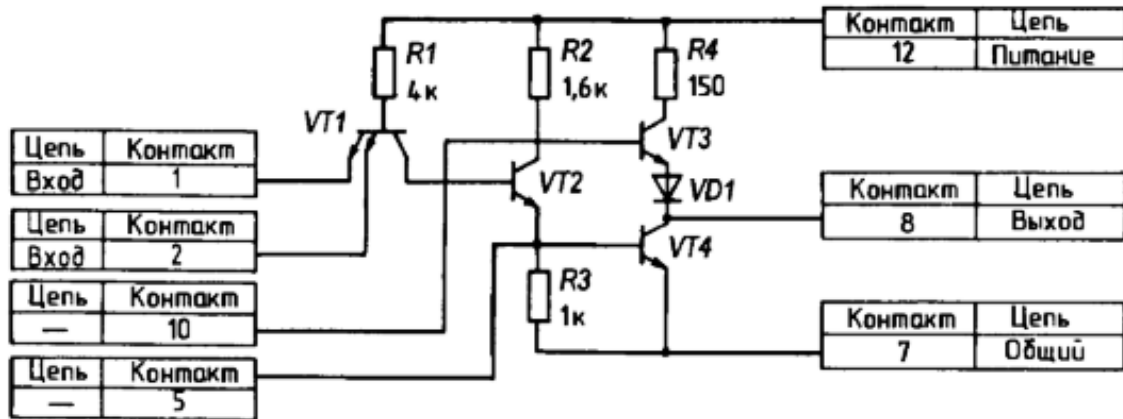 Контакт Цепь
12 Питание
R1
4к
R2
1,6к
R4
150
VT1
VT3
Цепь Контакт
Вход 1
VT2
VD1
Контакт Цепь
8 Выход
Цепь Контакт
Вход 2
VT4
Цепь Контакт
— 10
R3
1к
Контакт Цепь
7 Общий
Цепь Контакт
— 5